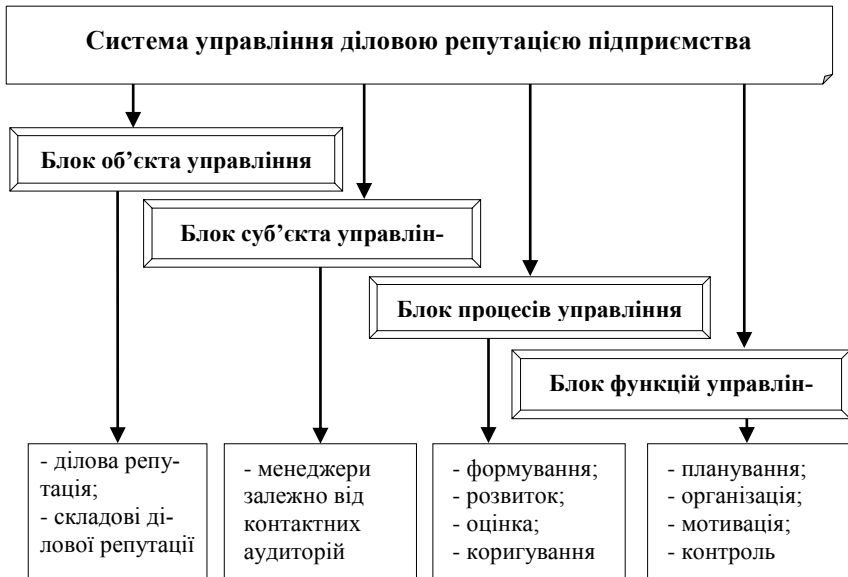 Система управління діловою репутацією підприємства
Блок об’єкта управління
Блок суб’єкта управлін-
Блок процесів управління
Блок функцій управлін-
- ділова репу-
тація;
- складові ді-
лової репутації
- менеджери
залежно від
контактних
аудиторій
- формування;
- розвиток;
- оцінка;
- коригування
- планування;
- організація;
- мотивація;
- контроль